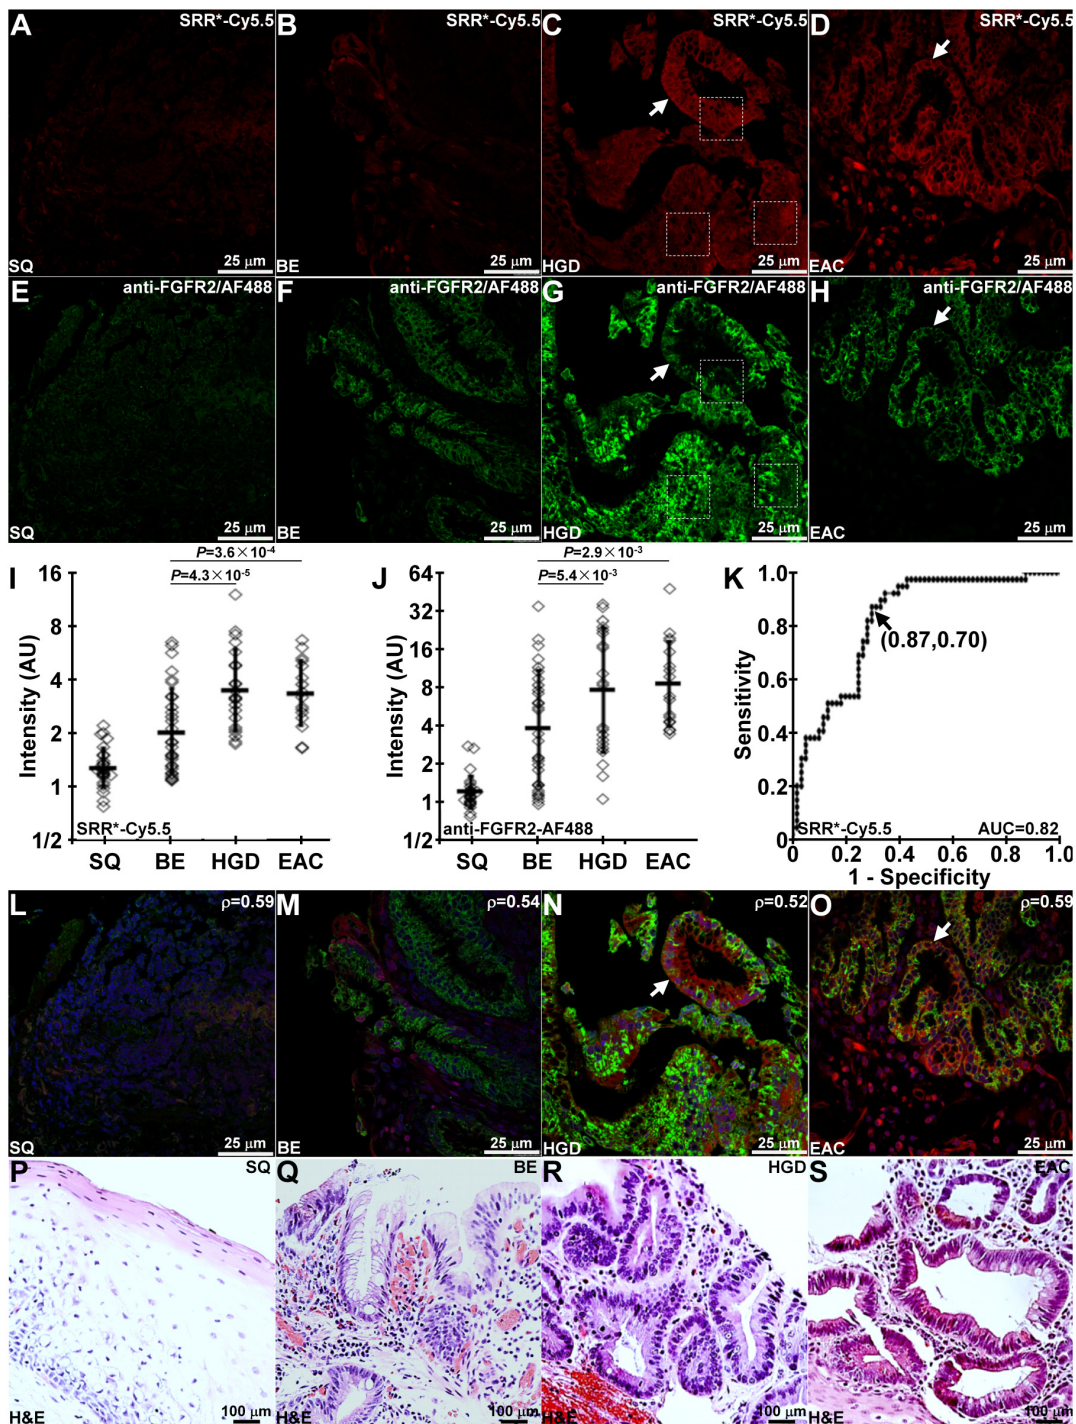 A SRR*-Cy5.5
SQ 25 μm
B SRR*-Cy5.5
BE 25 μm
C SRR*-Cy5.5
HGD 25 μm
D SRR*-Cy5.5
EAC 25 μm
E anti-FGFR2/AF488
SQ 25 μm
F anti-FGFR2/AF488
BE 25 μm
G anti-FGFR2/AF488
HGD 25 μm
H anti-FGFR2/AF488
EAC 25 μm
I
P=3.6×10⁻⁴
P=4.3×10⁻⁵
Intensity (AU)
16
8
4
2
1
1/2
SRR*-Cy5.5
SQ BE HGD EAC
J
P=2.9×10⁻³
P=5.4×10⁻³
Intensity (AU)
64
32
16
8
4
2
1
1/2
anti-FGFR2-AF488
SQ BE HGD EAC
K
Sensitivity
1.0
0.8
0.6
0.4
0.2
0
(0.87,0.70)
SRR*-Cy5.5 AUC=0.82
0 0.2 0.4 0.6 0.8 1.0
1 - Specificity
L ρ=0.59
SQ 25 μm
M ρ=0.54
BE 25 μm
N ρ=0.52
HGD 25 μm
O ρ=0.59
EAC 25 μm
P SQ
H&E 100 μm
Q BE
H&E 100 μm
R HGD
H&E 100 μm
S EAC
H&E 100 μm